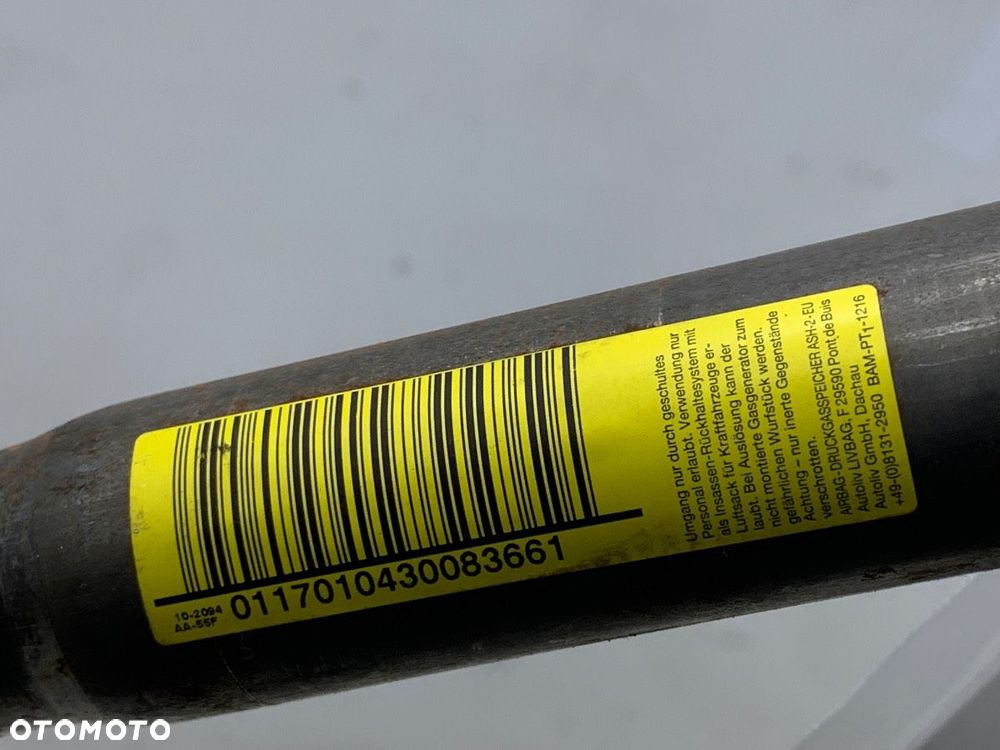 01170104300083661
10-2094
AA-55F
Umgang nur durch geschultes
Personal erlaubt. Verwendung nur
als Insassen-Rückhaltesystem mit
Luftsack für Kraftfahrzeuge er-
laubt. Bei Auslösung kann der
nicht montierte Gasgenerator zum
gefährlichen Wurfstück werden.
Achtung – nur inerte Gegenstände
verschrotten.
AIRBAG-DRUCKGASSPEICHER ASH-2-EU
Autoliv LIVBAG, F 29590 Pont de Buis
Autoliv GmbH, Dachau
+49-(0)8131-2950 BAM-PT1-1216
OTOMOTO